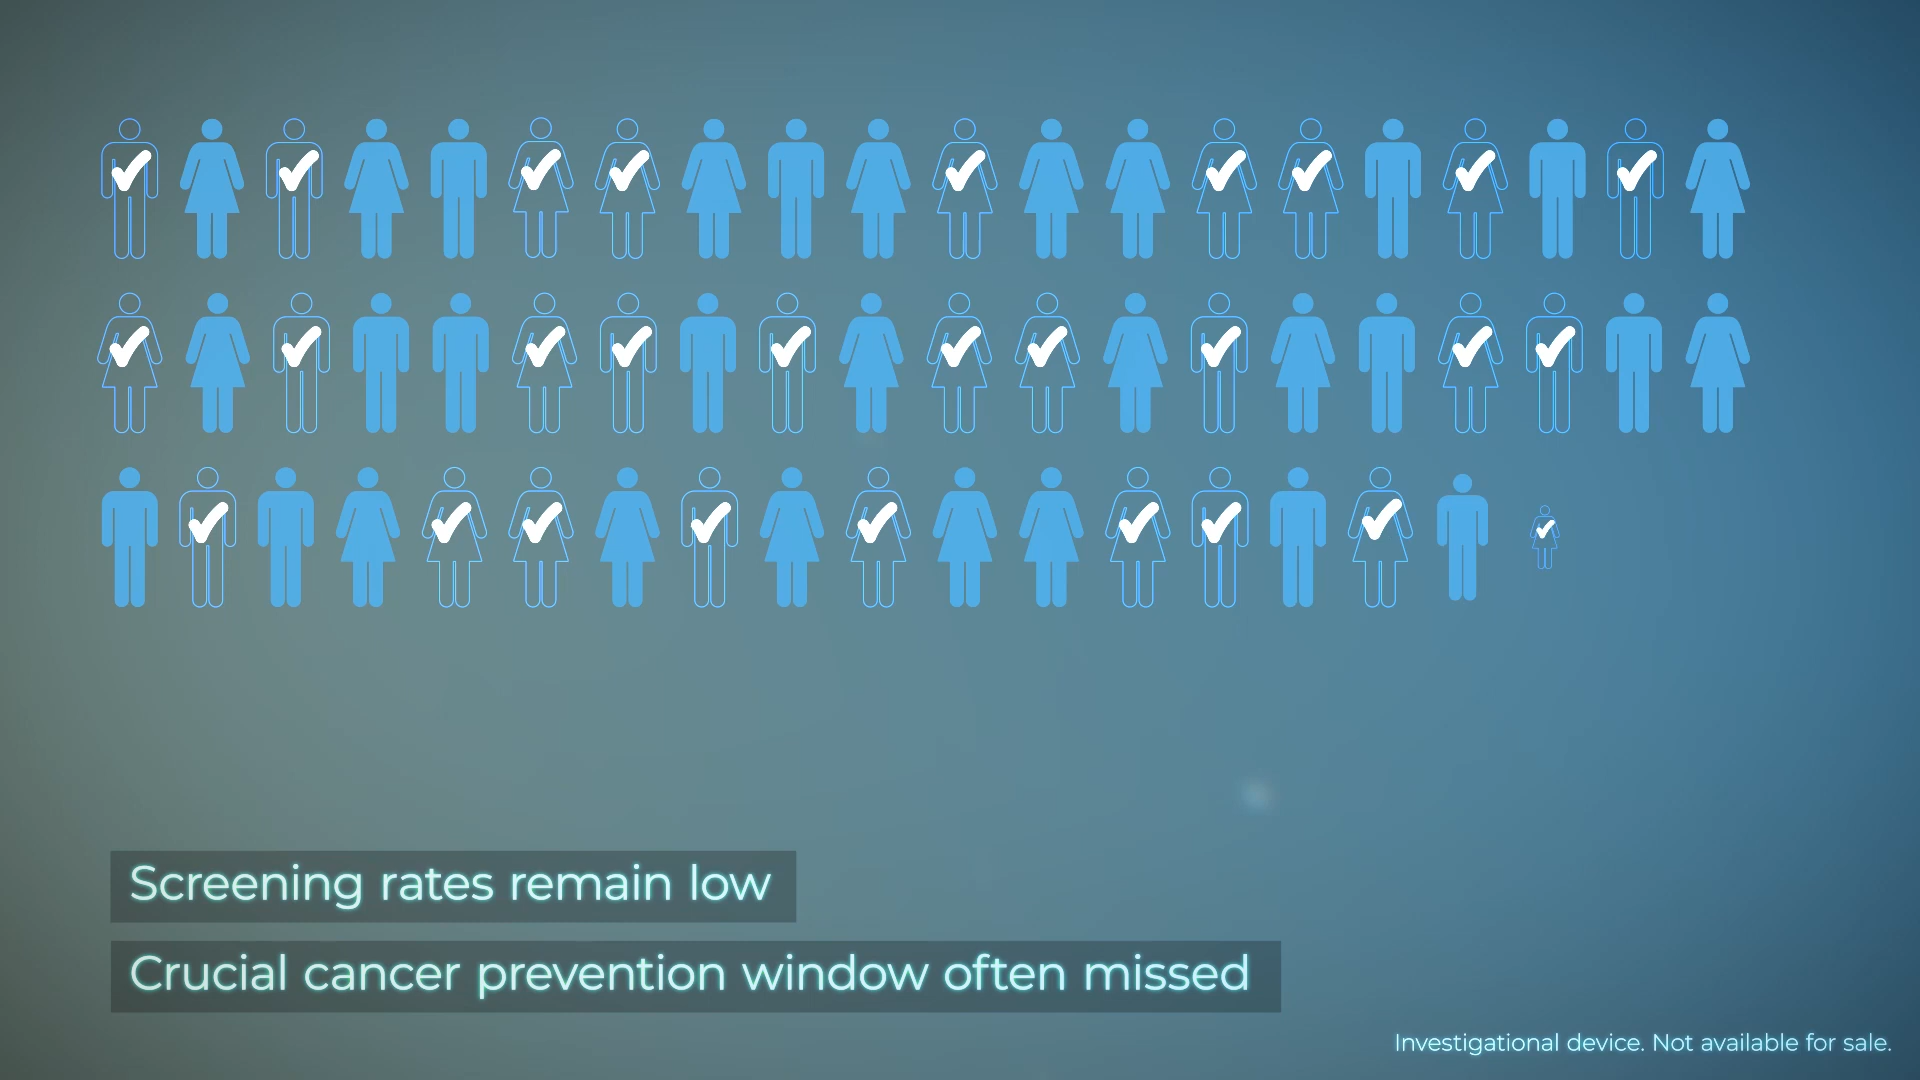 Screening rates remain low
Crucial cancer prevention window often missed
Investigational device. Not available for sale.